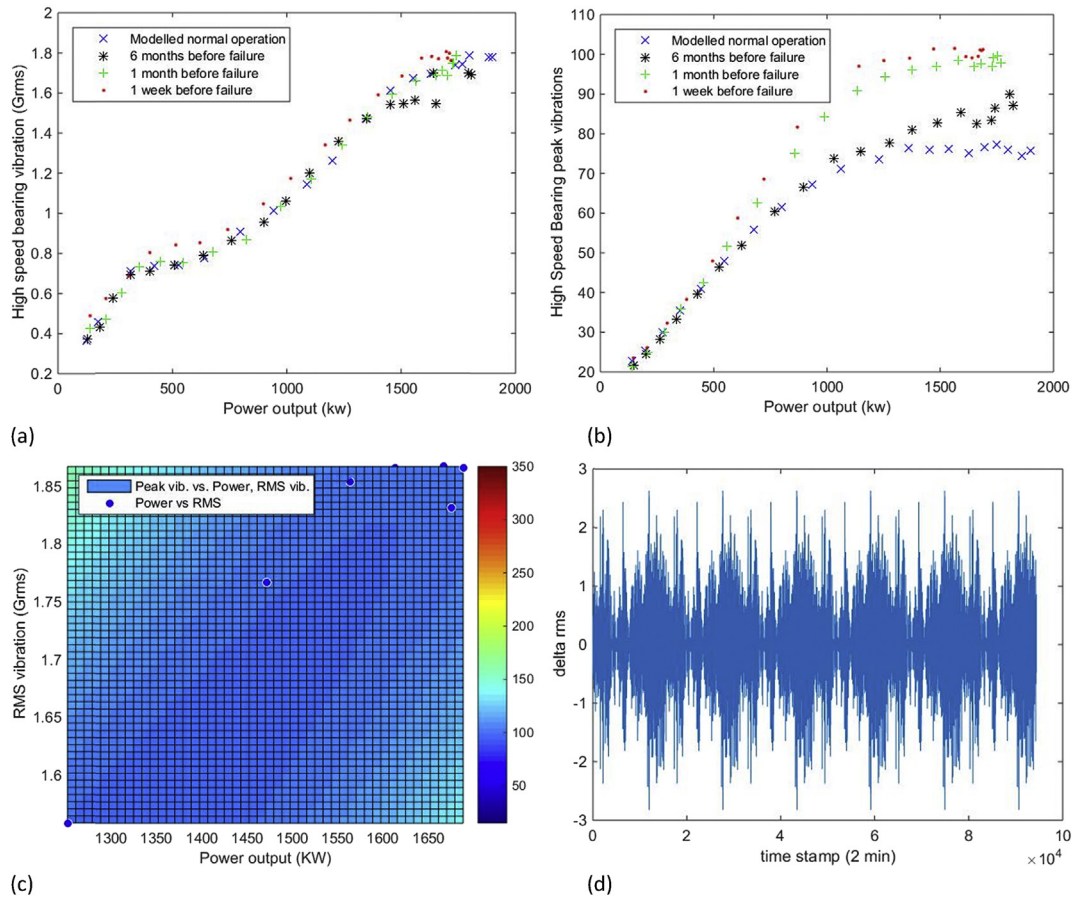 2
1.8
1.6
1.4
1.2
1
0.8
0.6
0.4
0.2
High speed bearing vibration (Grms)
Modelled normal operation
6 months before failure
1 month before failure
1 week before failure
0 500 1000 1500 2000
Power output (kw)
(a)
110
100
90
80
70
60
50
40
30
20
High Speed Bearing peak vibrations
Modelled normal operation
6 months before failure
1 month before failure
1 week before failure
0 500 1000 1500 2000
Power output (kw)
(b)
1.85
1.8
1.75
1.7
1.65
1.6
RMS vibration (Grms)
Peak vib. vs. Power, RMS vib.
Power vs RMS
1300 1350 1400 1450 1500 1550 1600 1650
Power output (KW)
350
300
250
200
150
100
50
(c)
3
2
1
0
-1
-2
-3
delta rms
0 2 4 6 8 10
time stamp (2 min)
×10⁴
(d)